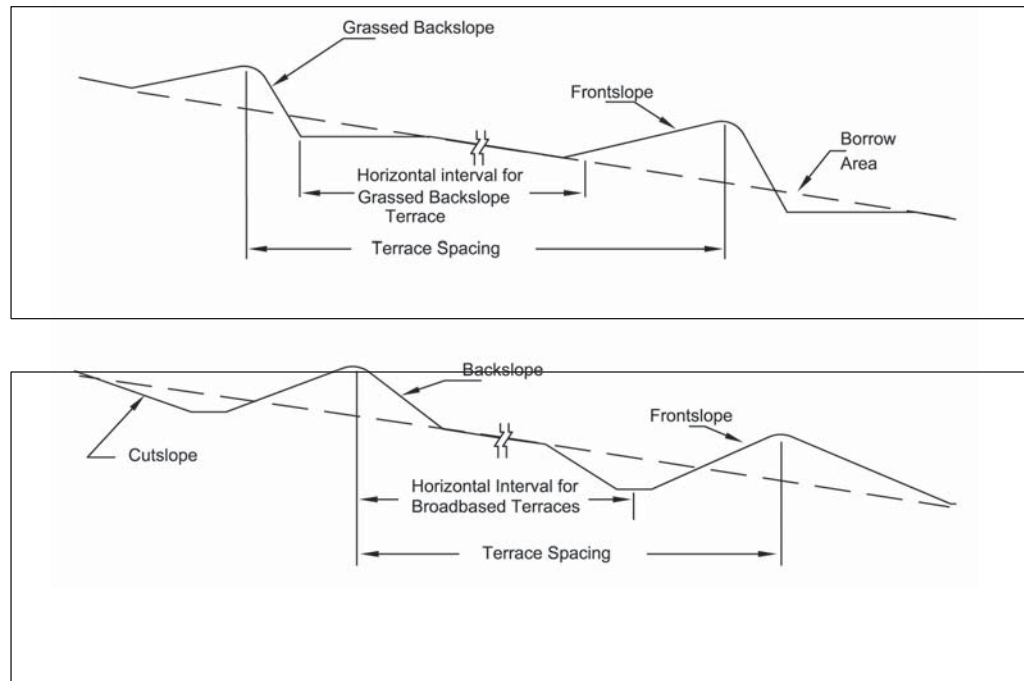 Grassed Backslope
Frontslope
Borrow
Area
Horizontal interval for
Grassed Backslope
Terrace
Terrace Spacing
Backslope
Frontslope
Cutslope
Horizontal Interval for
Broadbased Terraces
Terrace Spacing